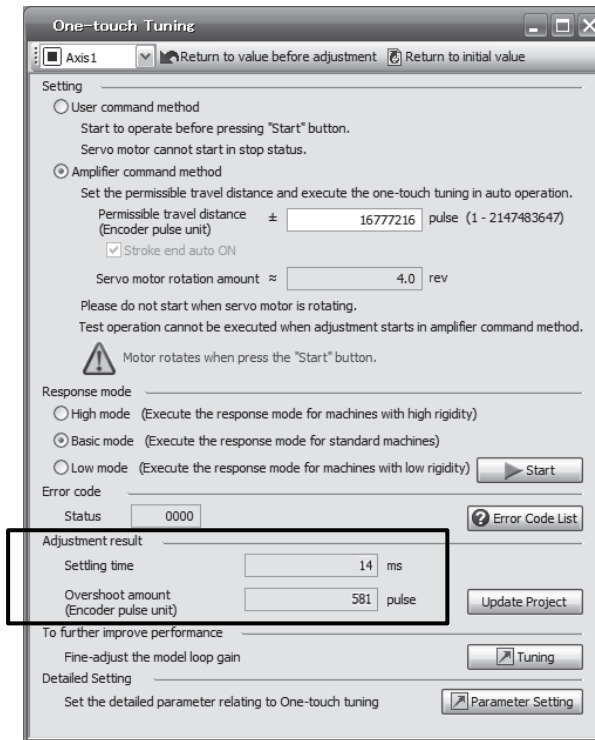 One-touch Tuning
Axis1 Return to value before adjustment Return to initial value
Setting
User command method
Start to operate before pressing "Start" button.
Servo motor cannot start in stop status.
Amplifier command method
Set the permissible travel distance and execute the one-touch tuning in auto operation.
Permissible travel distance
(Encoder pulse unit)
± 16777216 pulse (1 - 2147483647)
Stroke end auto ON
Servo motor rotation amount ≈ 4.0 rev
Please do not start when servo motor is rotating.
Test operation cannot be executed when adjustment starts in amplifier command method.
Motor rotates when press the "Start" button.
Response mode
High mode (Execute the response mode for machines with high rigidity)
Basic mode (Execute the response mode for standard machines)
Low mode (Execute the response mode for machines with low rigidity) Start
Error code
Status 0000 Error Code List
Adjustment result
Settling time 14 ms
Overshoot amount
(Encoder pulse unit)
581 pulse Update Project
To further improve performance
Fine-adjust the model loop gain Tuning
Detailed Setting
Set the detailed parameter relating to One-touch tuning Parameter Setting